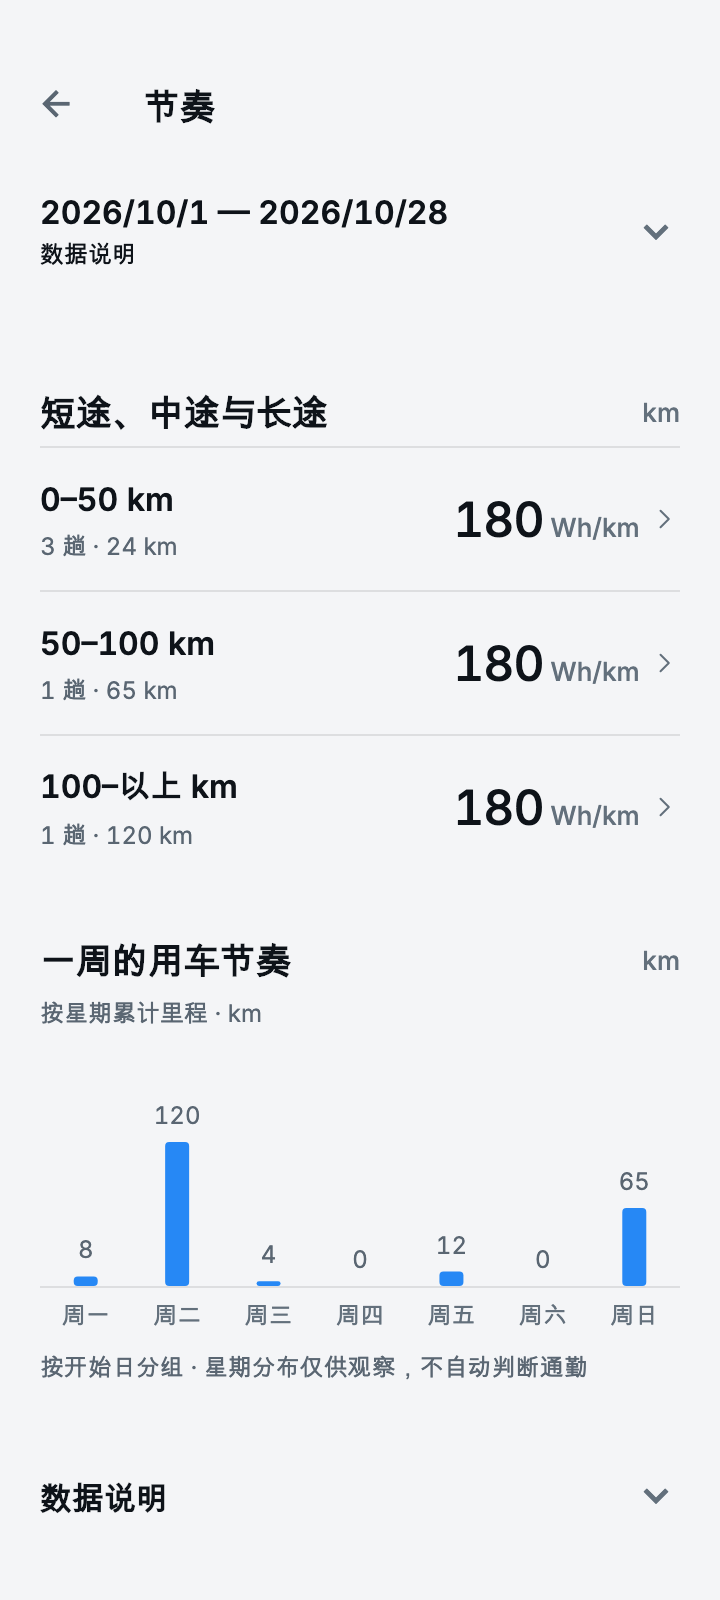 节奏
2026/10/1 — 2026/10/28
数据说明
短途、中途与长途 km
0–50 km
180 Wh/km
3 趟 · 24 km
50–100 km
180 Wh/km
1 趟 · 65 km
100–以上 km
180 Wh/km
1 趟 · 120 km
一周的用车节奏 km
按星期累计里程 · km
8 120 4 0 12 0 65
周一 周二 周三 周四 周五 周六 周日
按开始日分组 · 星期分布仅供观察，不自动判断通勤
数据说明